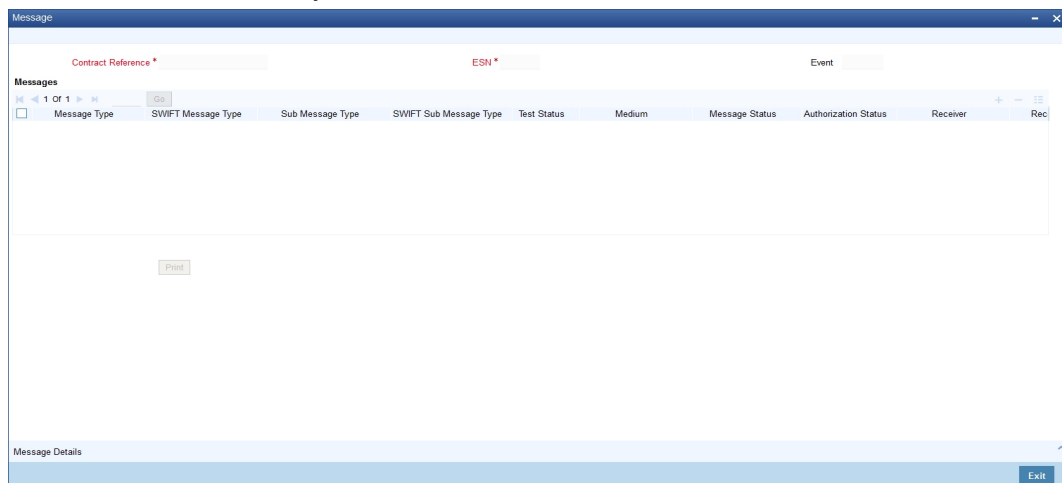 Message
Contract Reference * ESN * Event
Messages
1 Of 1 Go
Message Type SWIFT Message Type Sub Message Type SWIFT Sub Message Type Test Status Medium Message Status Authorization Status Receiver Rec
Print
Message Details
Exit